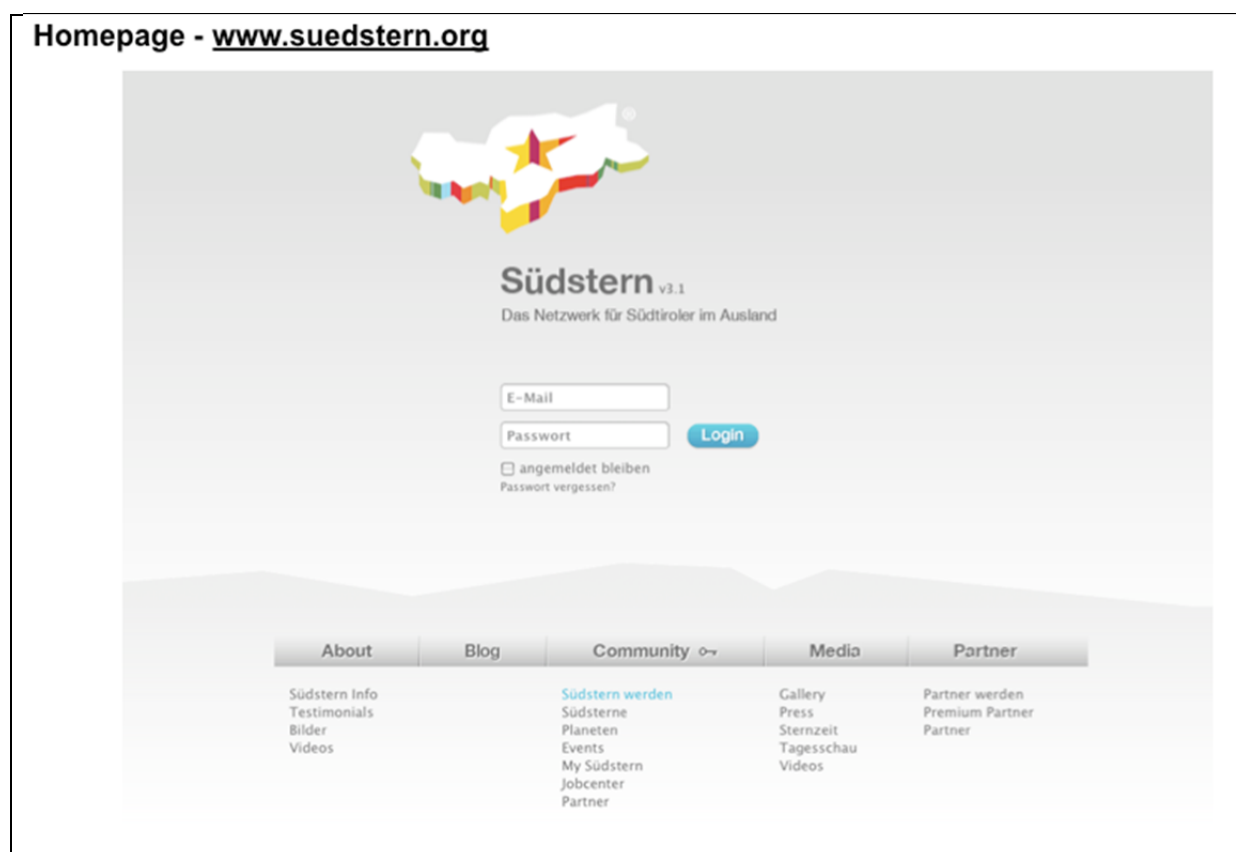 Homepage - www.suedstern.org
®
Südstern v3.1
Das Netzwerk für Südtiroler im Ausland
E-Mail
Passwort Login
angemeldet bleiben
Passwort vergessen?
About Blog Community Media Partner
Südstern Info
Testimonials
Bilder
Videos
Südstern werden
Südsterne
Planeten
Events
My Südstern
Jobcenter
Partner
Gallery
Press
Sternzeit
Tagesschau
Videos
Partner werden
Premium Partner
Partner